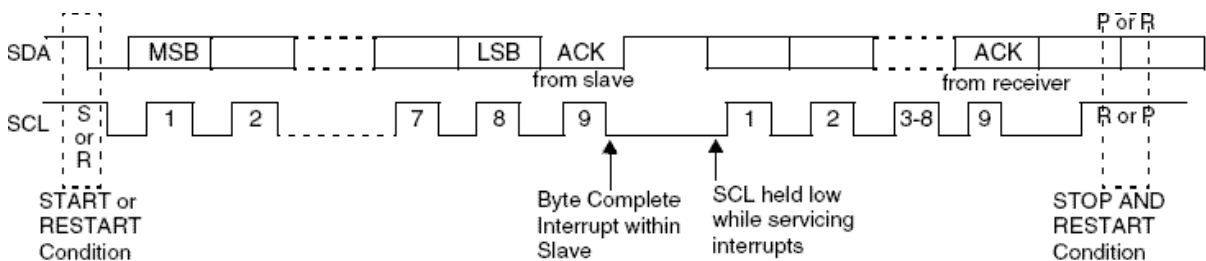 P or R
SDA MSB LSB ACK ACK
from slave from receiver
SCL S or R 1 2 7 8 9 1 2 3-8 9 R or P
START or
RESTART
Condition
Byte Complete
Interrupt within
Slave
SCL held low
while servicing
interrupts
STOP AND
RESTART
Condition